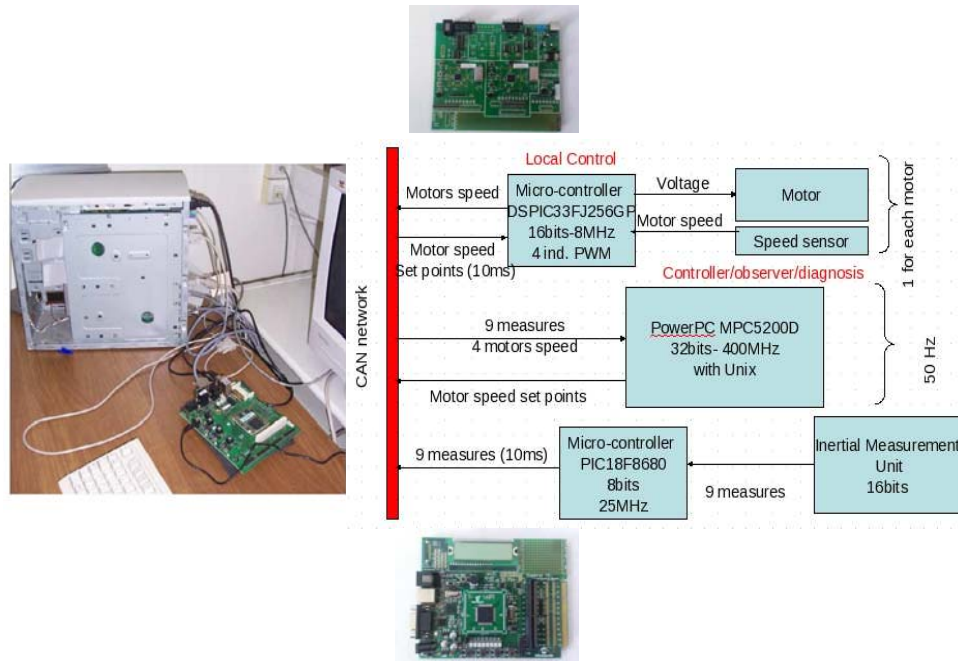 Local Control
Motors speed
Micro-controller
DSPIC33FJ256GP
16bits-8MHz
4 ind. PWM
Voltage
Motor
Motor speed
Speed sensor
1 for each motor
Motor speed
Set points (10ms)
Controller/observer/diagnosis
CAN network
9 measures
4 motors speed
PowerPC MPC5200D
32bits- 400MHz
with Unix
50 Hz
Motor speed set points
9 measures (10ms)
Micro-controller
PIC18F8680
8bits
25MHz
9 measures
Inertial Measurement
Unit
16bits